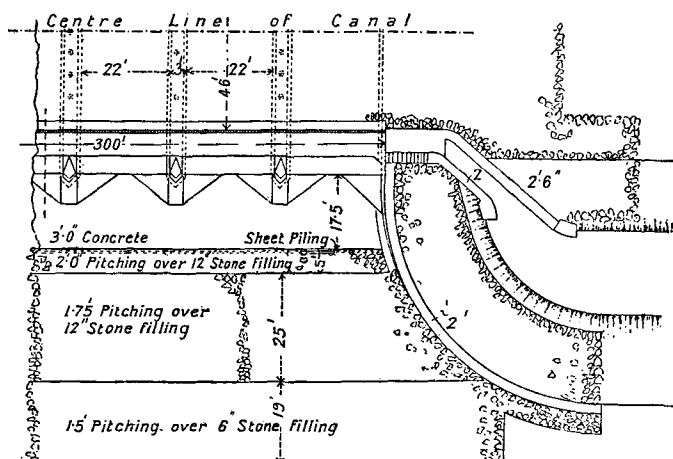 Centre Line of Canal
22' 3' 22'
46'
300'
2'
2'·6"
17·5'
3'·0" Concrete Sheet Piling
2'·0" Pitching over 12" Stone filling
1·75' Pitching over
12" Stone filling
25'
2'
19'
1·5' Pitching. over 6" Stone filling